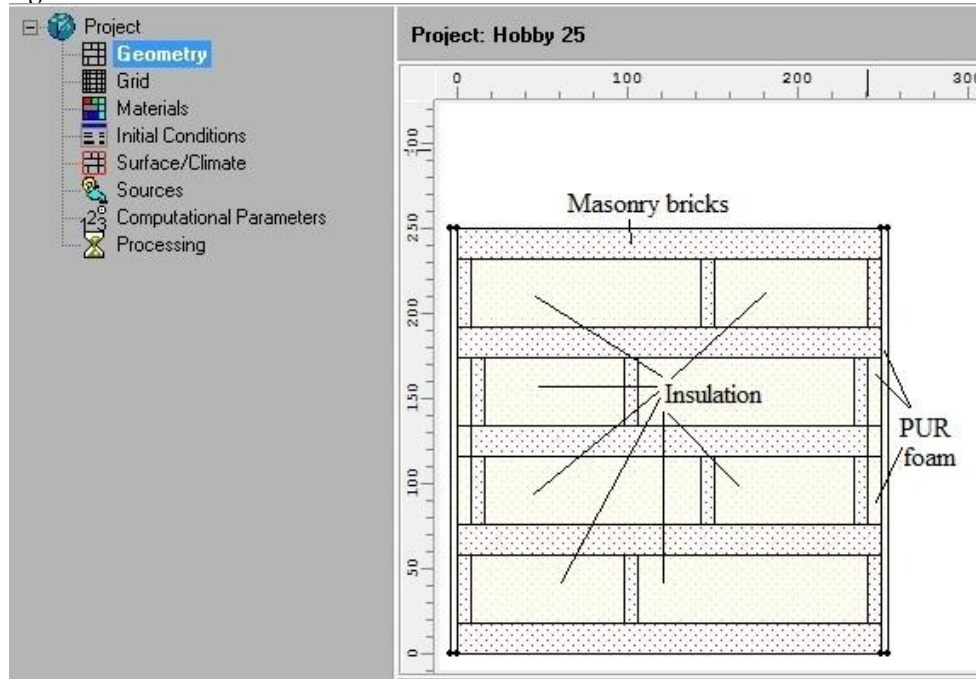 Project
Geometry
Grid
Materials
Initial Conditions
Surface/Climate
Sources
Computational Parameters
Processing
Project: Hobby 25
0 100 200 300
250
200
150
100
50
0
Masonry bricks
Insulation
PUR
foam